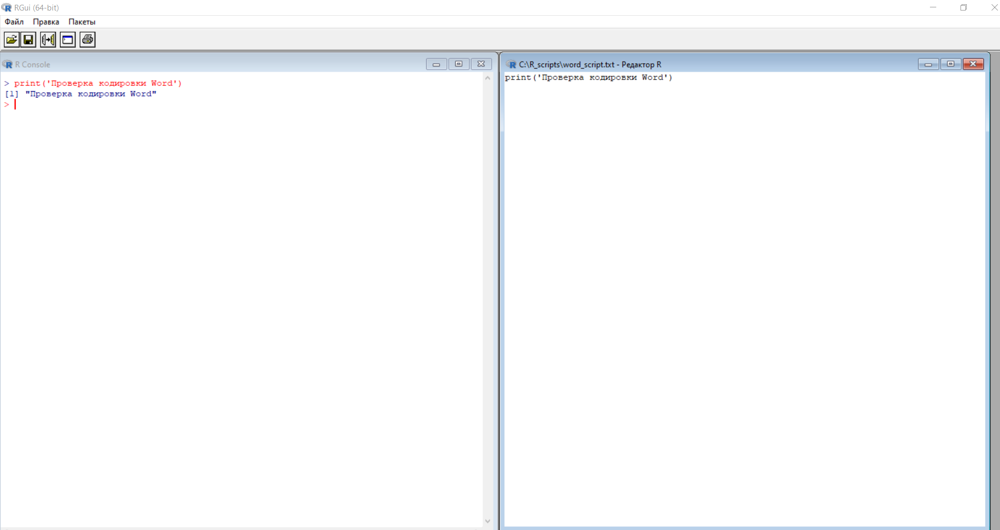 RGui (64-bit)
Файл Правка Пакеты
R Console
> print('Проверка кодировки Word')
[1] "Проверка кодировки Word"
>
C:\R_scripts\word_script.txt - Редактор R
print('Проверка кодировки Word')